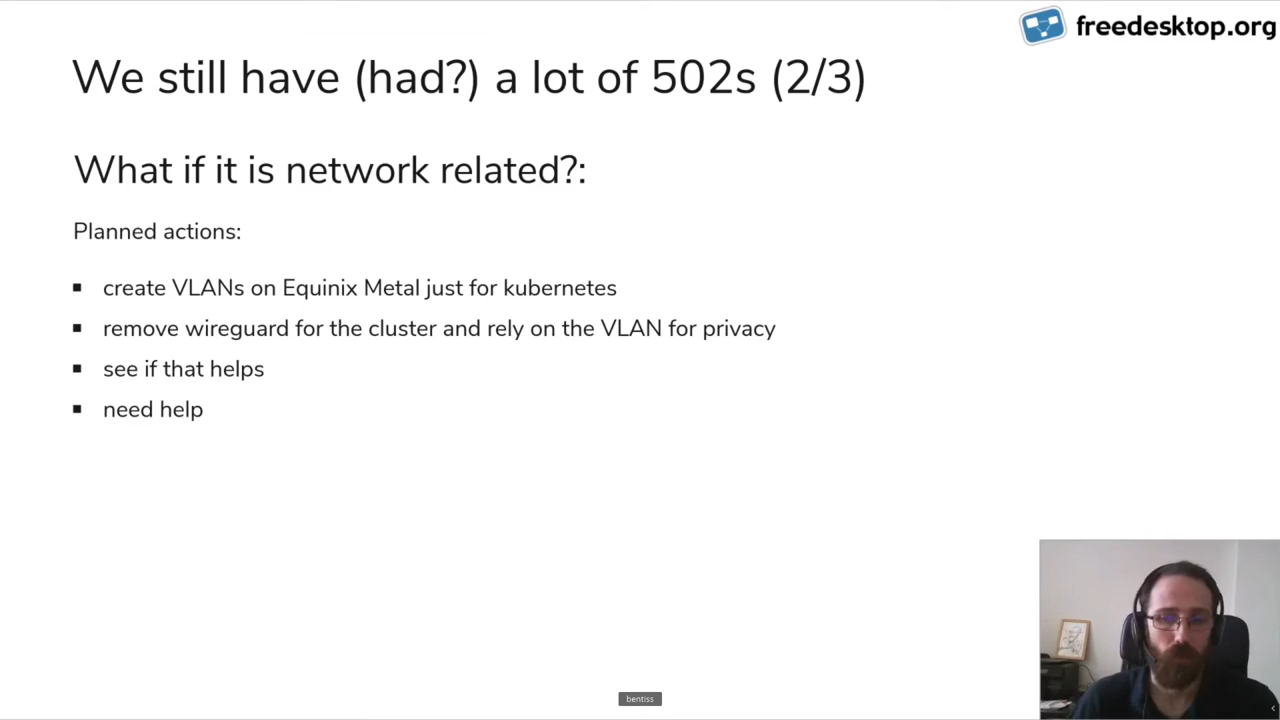 freedesktop.org
We still have (had?) a lot of 502s (2/3)
What if it is network related?:
Planned actions:
create VLANs on Equinix Metal just for kubernetes
remove wireguard for the cluster and rely on the VLAN for privacy
see if that helps
need help
bentiss